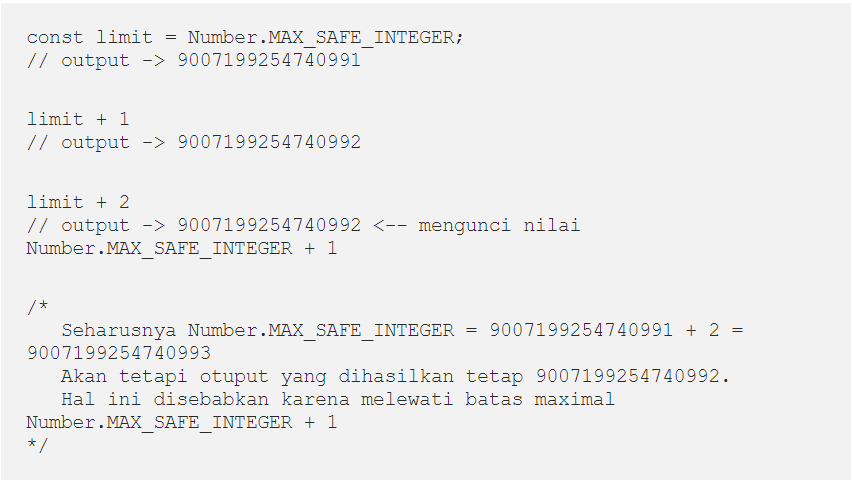 const limit = Number.MAX_SAFE_INTEGER;
// output -> 9007199254740991
limit + 1
// output -> 9007199254740992
limit + 2
// output -> 9007199254740992 <-- mengunci nilai
Number.MAX_SAFE_INTEGER + 1
/*
Seharusnya Number.MAX_SAFE_INTEGER = 9007199254740991 + 2 =
9007199254740993
Akan tetapi otuput yang dihasilkan tetap 9007199254740992.
Hal ini disebabkan karena melewati batas maximal
Number.MAX_SAFE_INTEGER + 1
*/